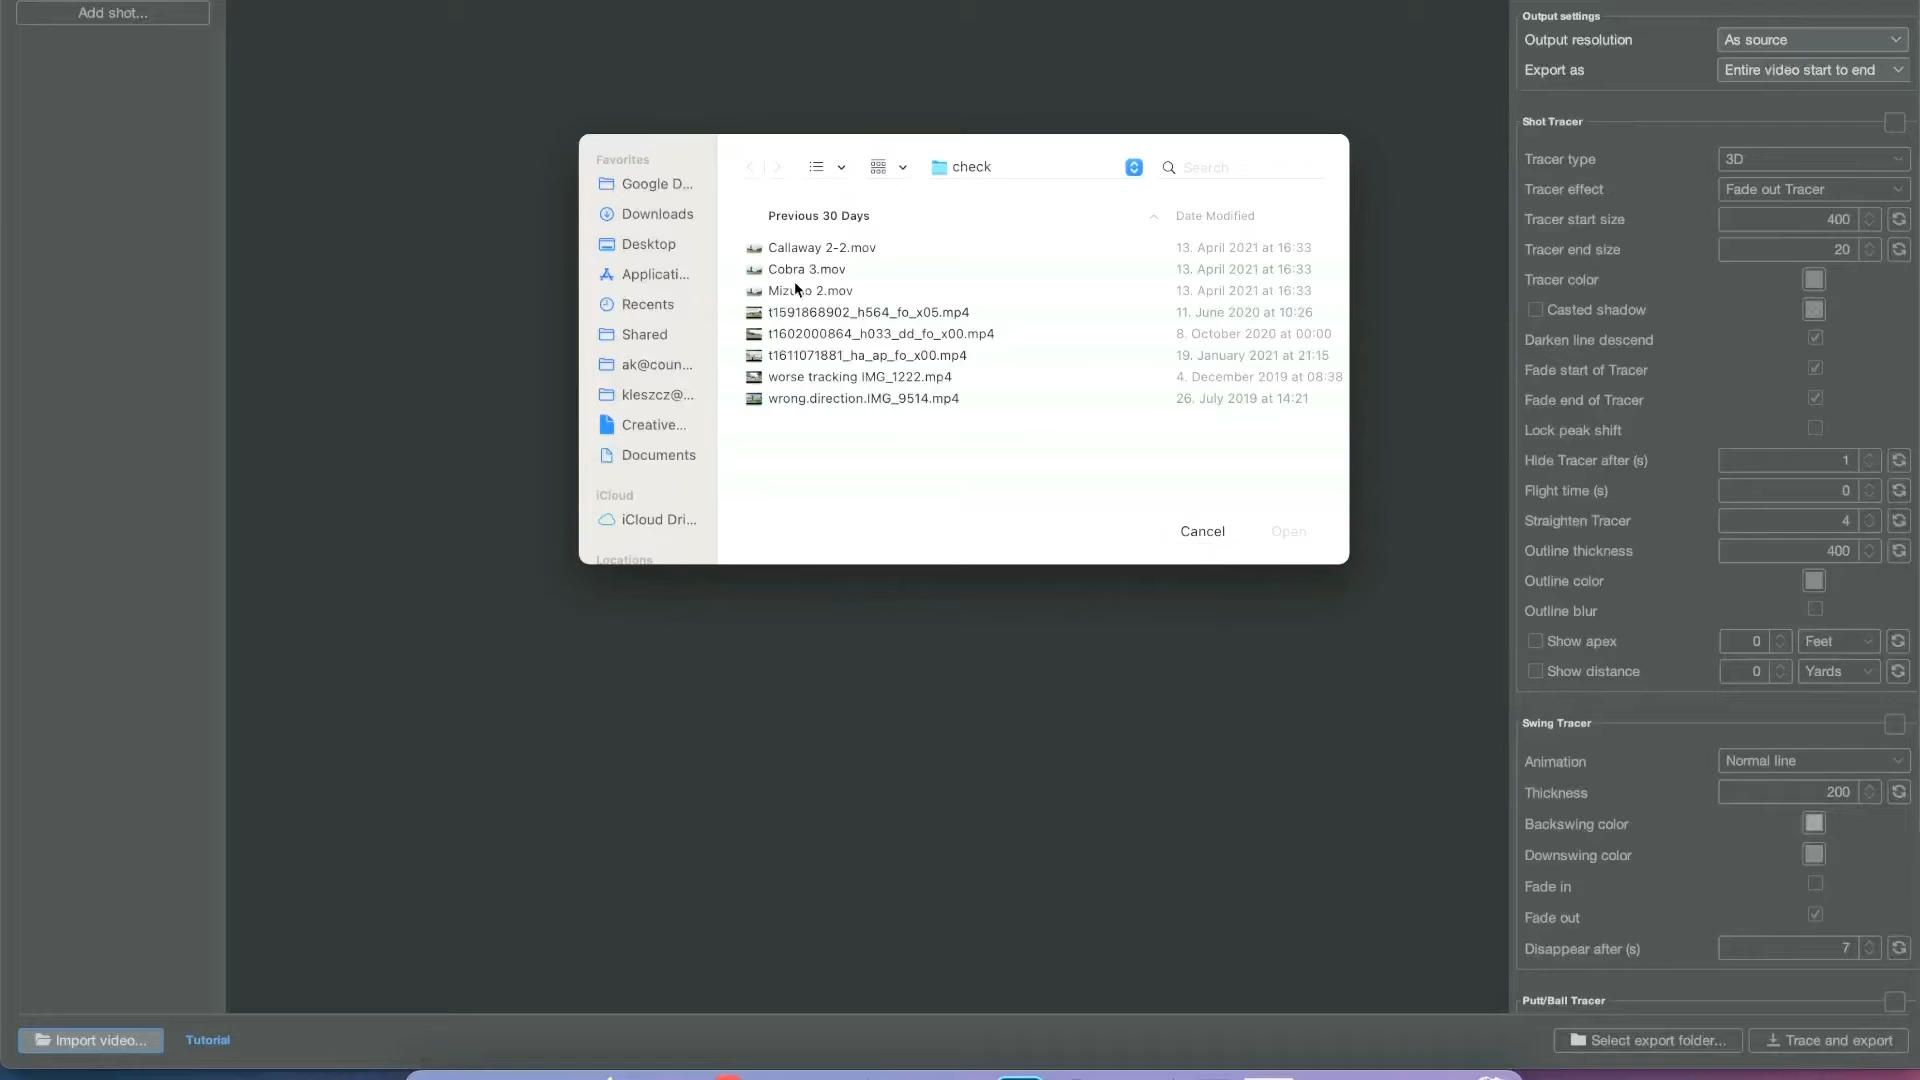 Add shot...
Favorites
Google D...
Downloads
Desktop
Applicati...
Recents
Shared
ak@coun...
kleszcz@...
Creative...
Documents
iCloud
iCloud Dri...
Locations
check
Search
Previous 30 Days
Date Modified
Callaway 2-2.mov
13. April 2021 at 16:33
Cobra 3.mov
13. April 2021 at 16:33
2.mov
13. April 2021 at 16:33
t1591868902_h564_fo_x05.mp4
11. June 2020 at 10:26
t1602000864_h033_dd_fo_x00.mp4
8. October 2020 at 00:00
t1611071881_ha_ap_fo_x00.mp4
19. January 2021 at 21:15
worse tracking IMG_1222.mp4
4. December 2019 at 08:38
wrong.direction.IMG_9514.mp4
26. July 2019 at 14:21
Cancel
Open
Output settings
Output resolution
As source
Export as
Entire video start to end
Shot Tracer
Tracer type
3D
Tracer effect
Fade out Tracer
Tracer start size
400
Tracer end size
20
Tracer color
Casted shadow
Darken line descend
Fade start of Tracer
Fade end of Tracer
Lock peak shift
Hide Tracer after (s)
1
Flight time (s)
0
Straighten Tracer
4
Outline thickness
400
Outline color
Outline blur
Show apex
0
Feet
Show distance
0
Yards
Swing Tracer
Animation
Normal line
Thickness
200
Backswing color
Downswing color
Fade in
Fade out
Disappear after (s)
7
Putt/Ball Tracer
Import video...
Tutorial
Select export folder...
Trace and export